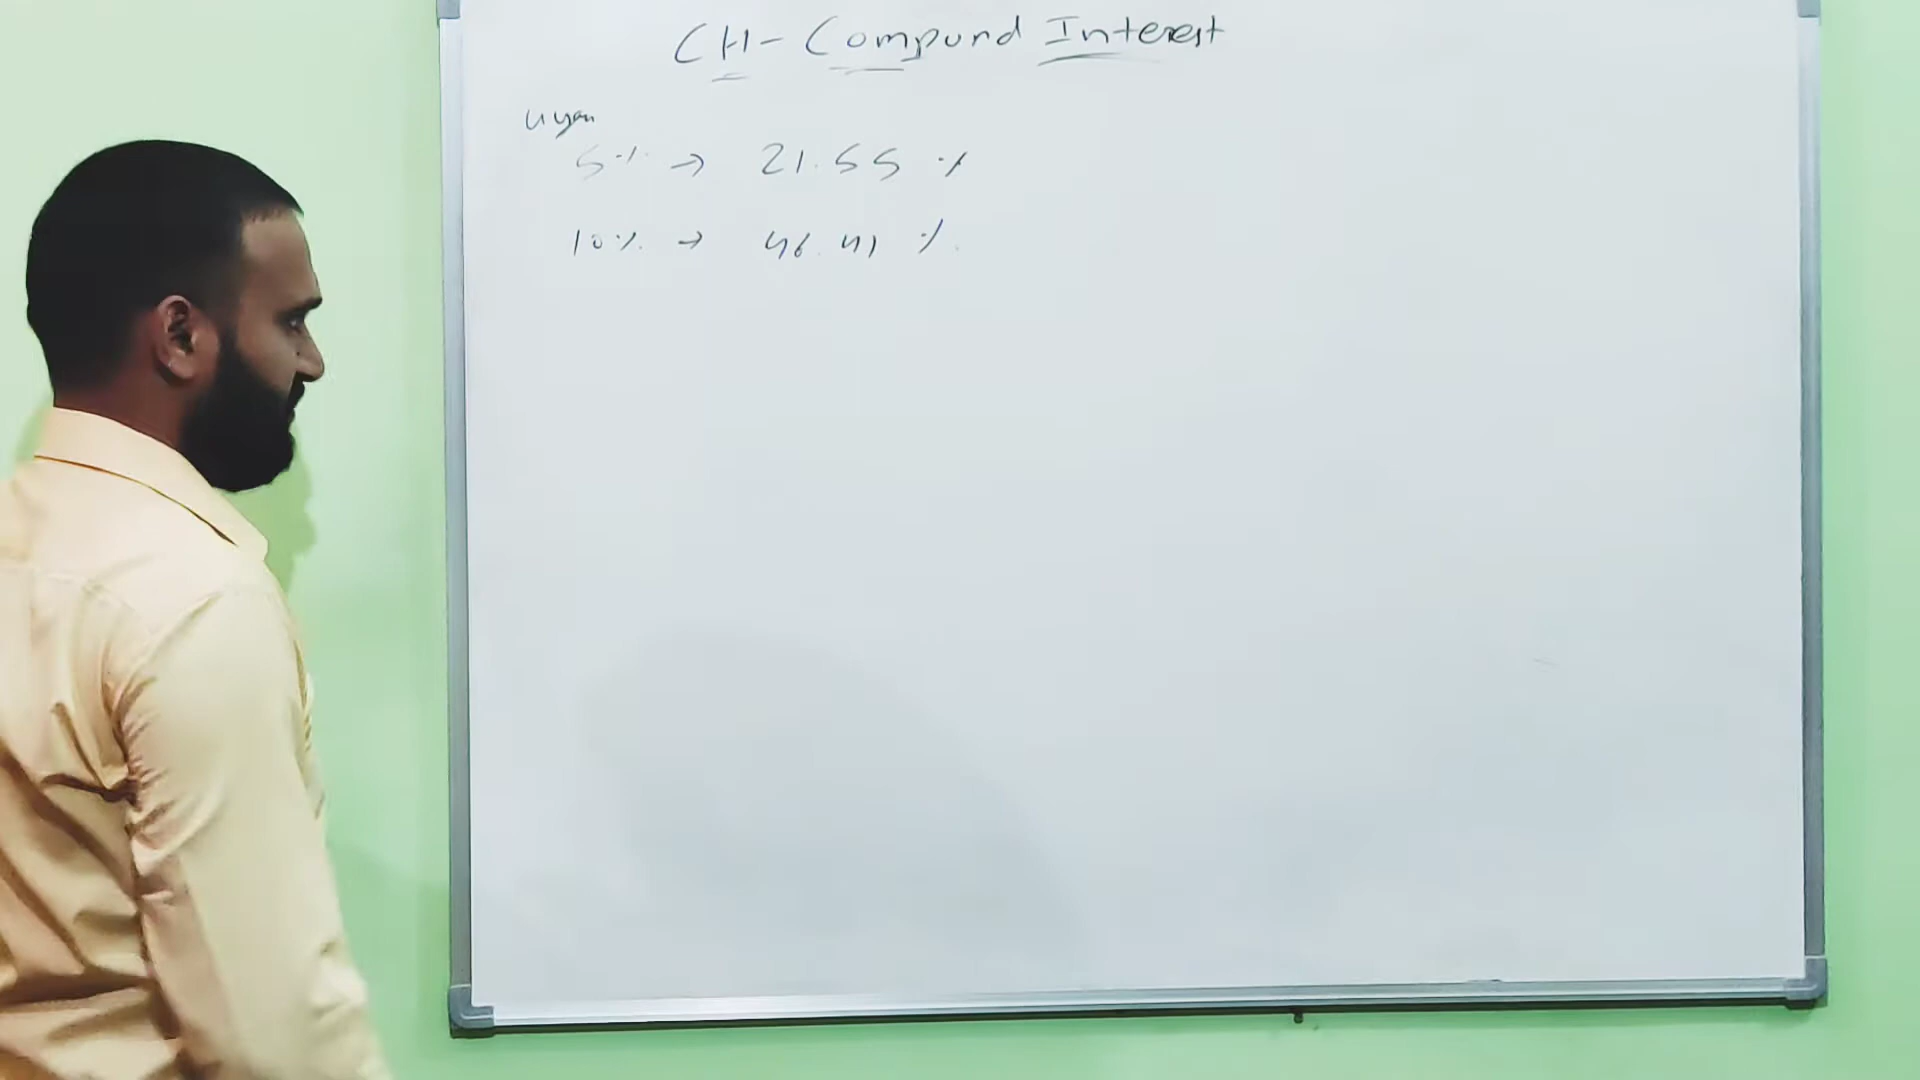 CH- Compund Interest
4 year
5% → 21.55 %
10% → 46.41 %